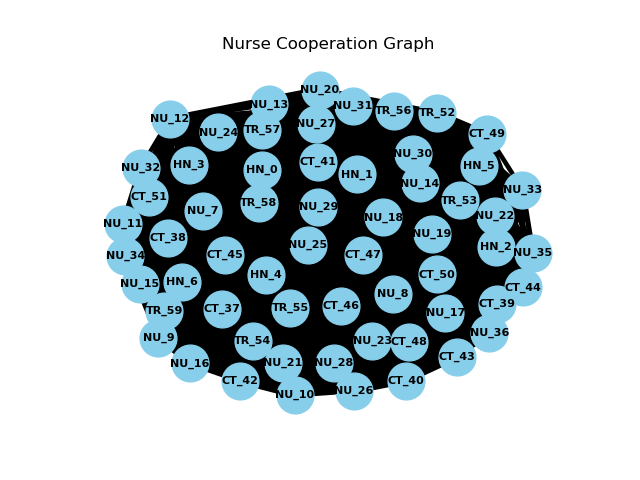 Nurse Cooperation Graph
NU_20
NU_13
NU_31
TR_56
TR_52
NU_12
NU_27
NU_24
TR_57
CT_49
NU_30
CT_41
HN_3
HN_5
NU_32
HN_0
HN_1
NU_14
NU_33
CT_51
TR_53
TR_58
NU_29
NU_7
NU_18
NU_22
NU_11
NU_19
CT_38
NU_25
HN_2
NU_35
CT_45
CT_47
NU_34
HN_4
CT_50
HN_6
NU_15
CT_44
NU_8
CT_39
CT_46
TR_55
CT_37
TR_59
NU_17
NU_36
NU_9
TR_54
NU_23
CT_48
CT_43
NU_16
NU_21
NU_28
CT_42
CT_40
NU_26
NU_10